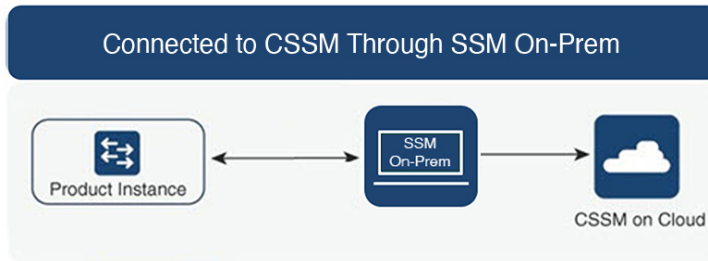 Connected to CSSM Through SSM On-Prem
SSM
On-Prem
Product Instance
CSSM on Cloud